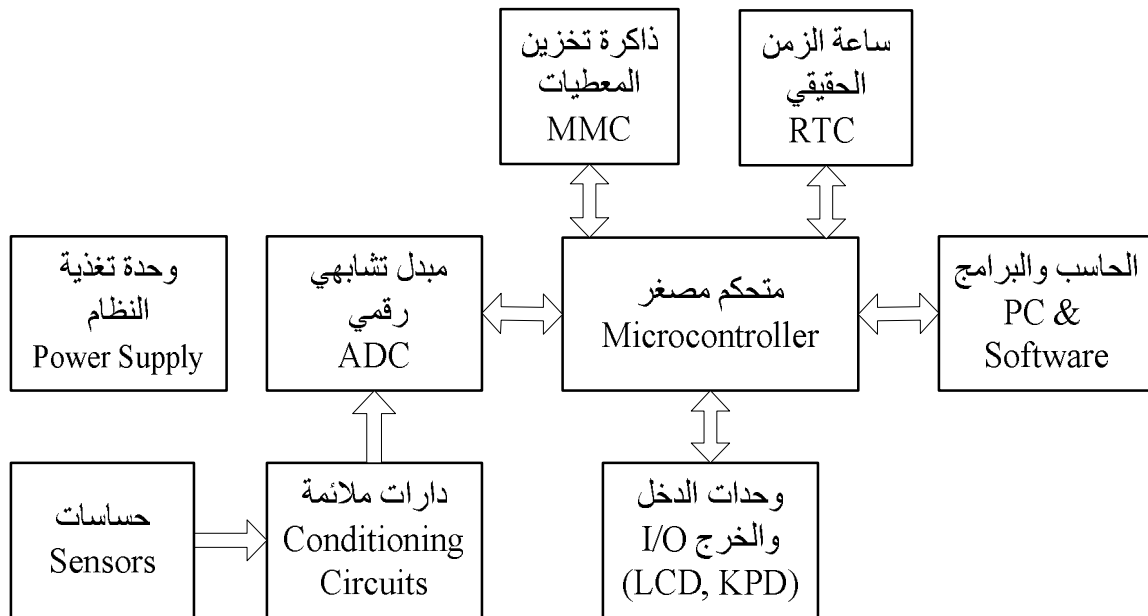 ذاكرة تخزين
المعطيات
MMC
ساعة الزمن
الحقيقي
RTC
وحدة تغذية
النظام
Power Supply
مبدل تشابهي
رقمي
ADC
متحكم مصغر
Microcontroller
الحاسب والبرامج
PC &
Software
حساسات
Sensors
دارات ملائمة
Conditioning
Circuits
وحدات الدخل
والخرج I/O
(LCD, KPD)